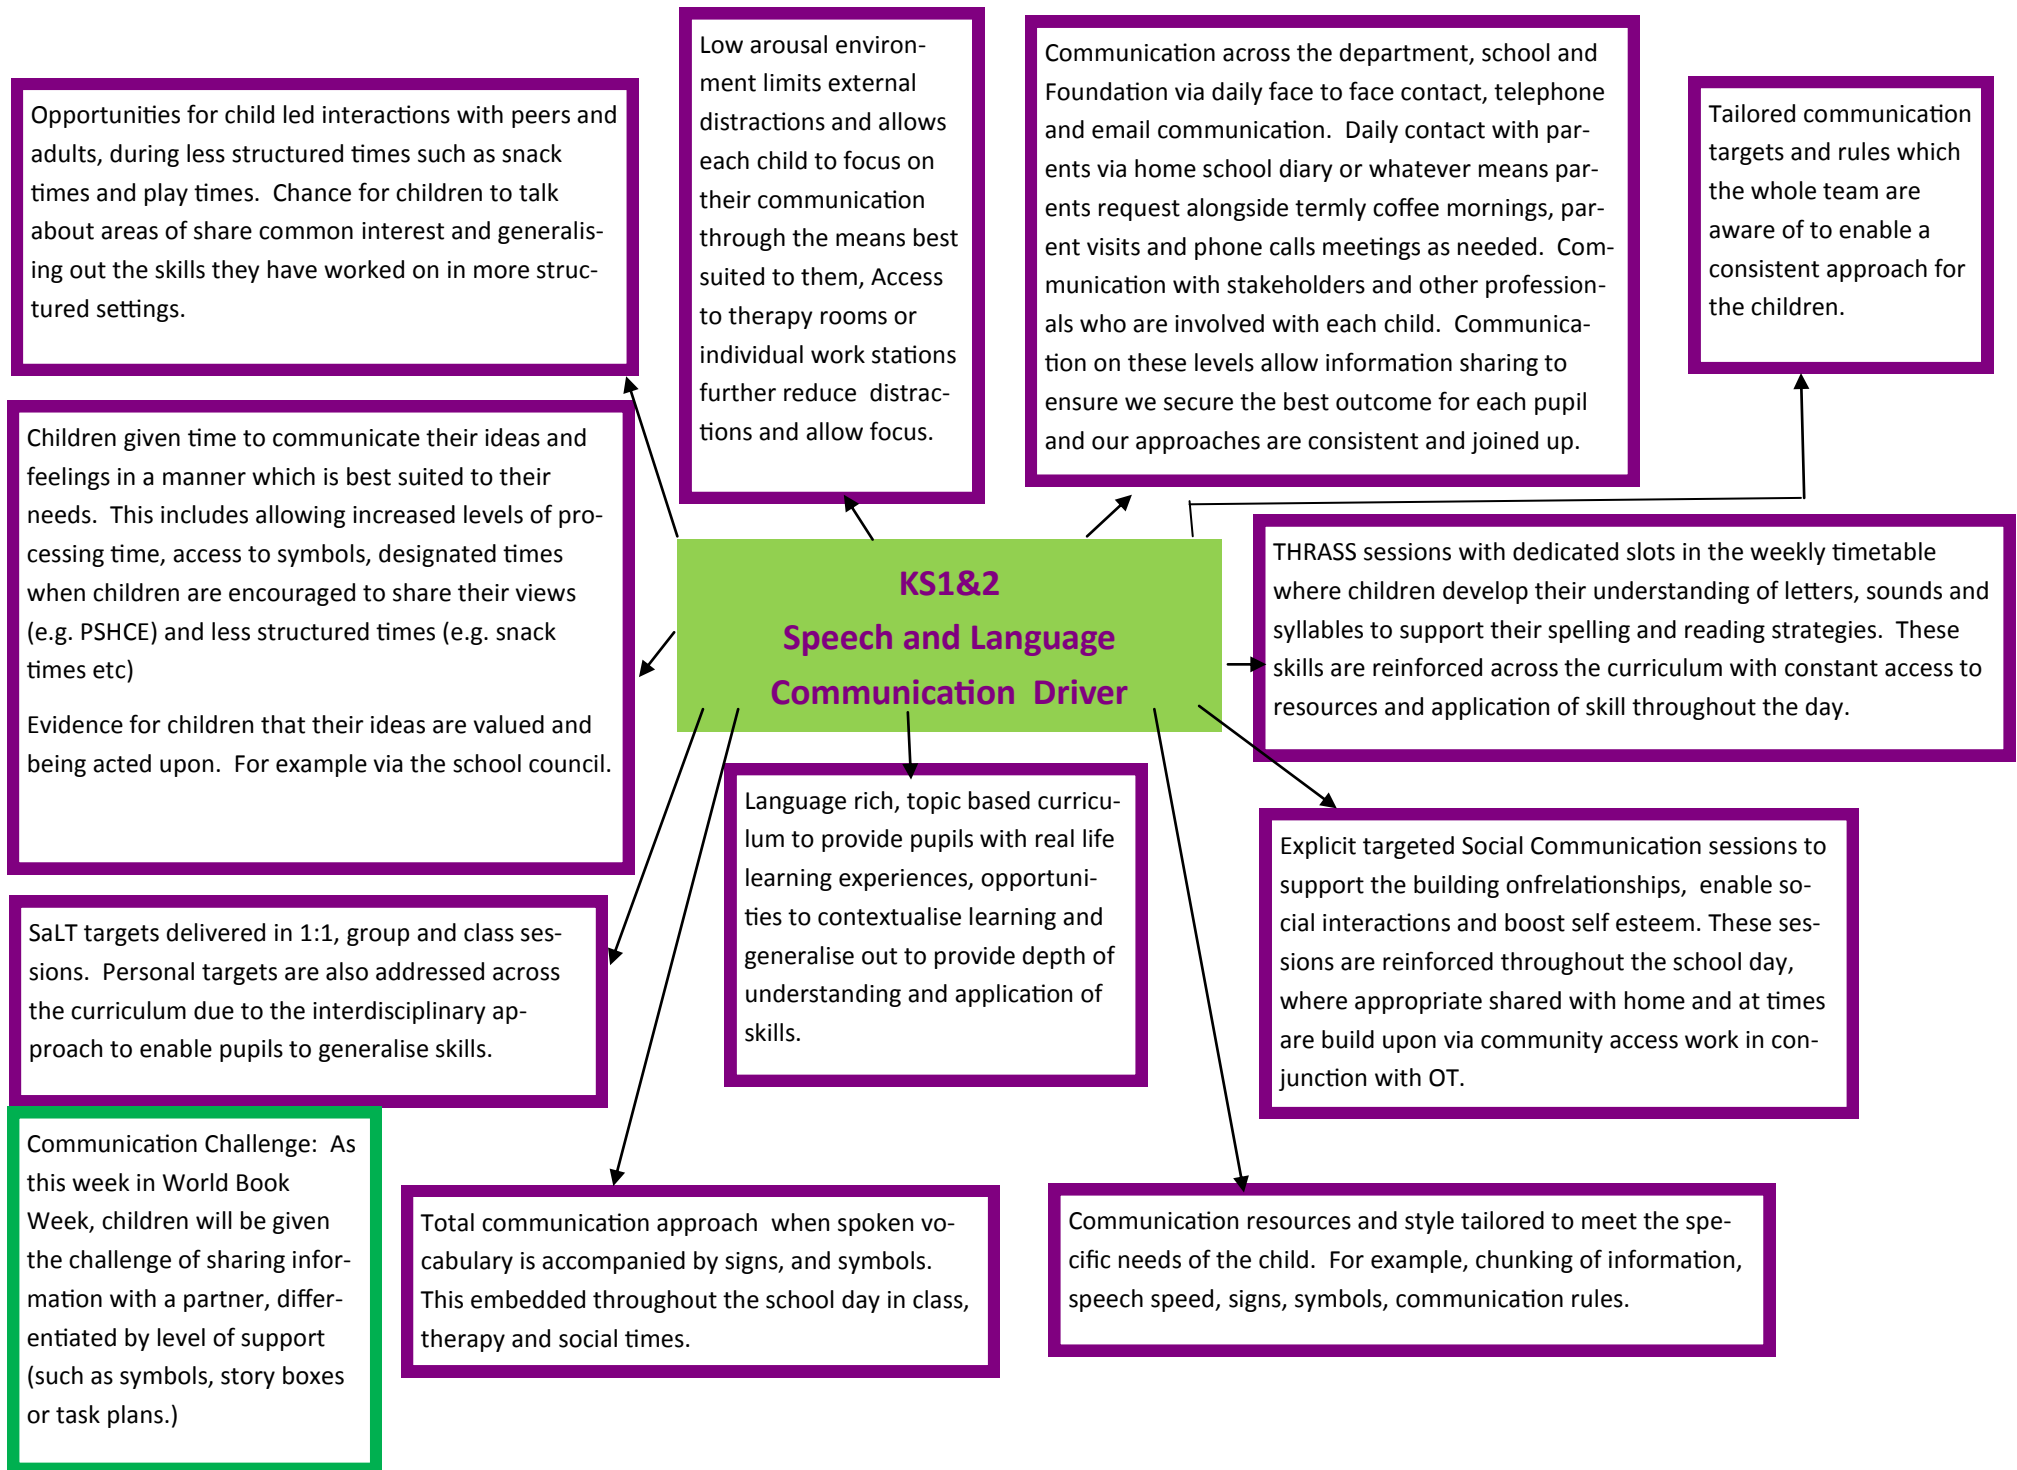 Opportunities for child led interactions with peers and
adults, during less structured times such as snack
times and play times.  Chance for children to talk
about areas of share common interest and generalis-
ing out the skills they have worked on in more struc-
tured settings.
Low arousal environ-
ment limits external
distractions and allows
each child to focus on
their communication
through the means best
suited to them, Access
to therapy rooms or
individual work stations
further reduce  distrac-
tions and allow focus.
Communication across the department, school and
Foundation via daily face to face contact, telephone
and email communication.  Daily contact with par-
ents via home school diary or whatever means par-
ents request alongside termly coffee mornings, par-
ent visits and phone calls meetings as needed.  Com-
munication with stakeholders and other profession-
als who are involved with each child.  Communica-
tion on these levels allow information sharing to
ensure we secure the best outcome for each pupil
and our approaches are consistent and joined up.
Tailored communication
targets and rules which
the whole team are
aware of to enable a
consistent approach for
the children.
Children given time to communicate their ideas and
feelings in a manner which is best suited to their
needs.  This includes allowing increased levels of pro-
cessing time, access to symbols, designated times
when children are encouraged to share their views
(e.g. PSHCE) and less structured times (e.g. snack
times etc)
Evidence for children that their ideas are valued and
being acted upon.  For example via the school council.
KS1&2
Speech and Language
Communication  Driver
THRASS sessions with dedicated slots in the weekly timetable
where children develop their understanding of letters, sounds and
syllables to support their spelling and reading strategies.  These
skills are reinforced across the curriculum with constant access to
resources and application of skill throughout the day.
Language rich, topic based curricu-
lum to provide pupils with real life
learning experiences, opportuni-
ties to contextualise learning and
generalise out to provide depth of
understanding and application of
skills.
Explicit targeted Social Communication sessions to
support the building onfrelationships,  enable so-
cial interactions and boost self esteem. These ses-
sions are reinforced throughout the school day,
where appropriate shared with home and at times
are build upon via community access work in con-
junction with OT.
SaLT targets delivered in 1:1, group and class ses-
sions.  Personal targets are also addressed across
the curriculum due to the interdisciplinary ap-
proach to enable pupils to generalise skills.
Communication Challenge:  As
this week in World Book
Week, children will be given
the challenge of sharing infor-
mation with a partner, differ-
entiated by level of support
(such as symbols, story boxes
or task plans.)
Total communication approach  when spoken vo-
cabulary is accompanied by signs, and symbols.
This embedded throughout the school day in class,
therapy and social times.
Communication resources and style tailored to meet the spe-
cific needs of the child.  For example, chunking of information,
speech speed, signs, symbols, communication rules.